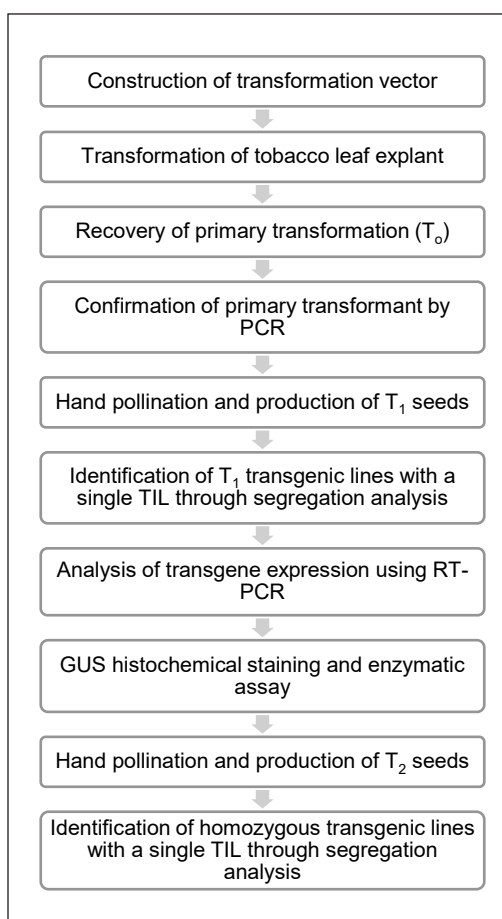 Construction of transformation vector
Transformation of tobacco leaf explant
Recovery of primary transformation (To)
Confirmation of primary transformant by
PCR
Hand pollination and production of T1 seeds
Identification of T1 transgenic lines with a
single TIL through segregation analysis
Analysis of transgene expression using RT-
PCR
GUS histochemical staining and enzymatic
assay
Hand pollination and production of T2 seeds
Identification of homozygous transgenic lines
with a single TIL through segregation
analysis